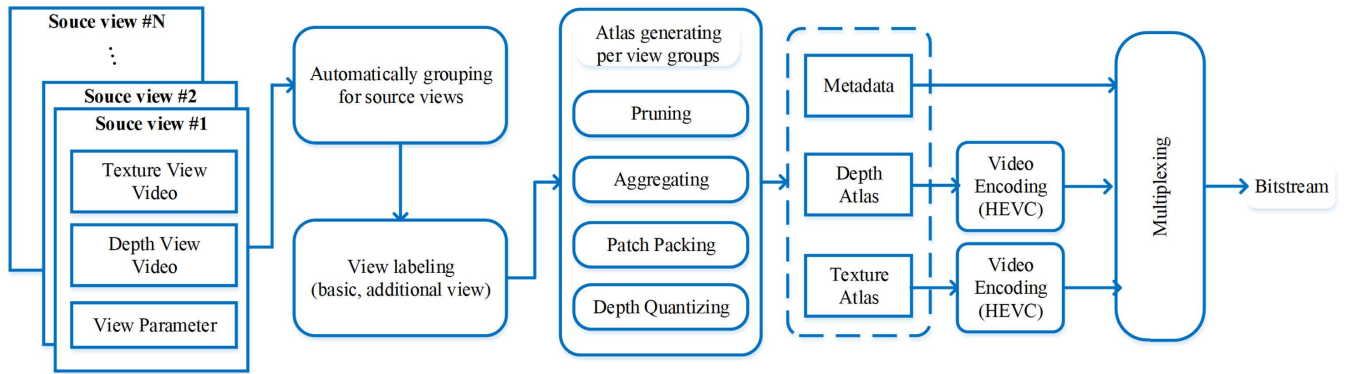 Souce view #N
⋮
Souce view #2
Souce view #1
Texture View
Video
Depth View
Video
View Parameter
Automatically grouping
for source views
View labeling
(basic, additional view)
Atlas generating
per view groups
Pruning
Aggregating
Patch Packing
Depth Quantizing
Metadata
Depth
Atlas
Texture
Atlas
Video
Encoding
(HEVC)
Video
Encoding
(HEVC)
Multiplexing
Bitstream